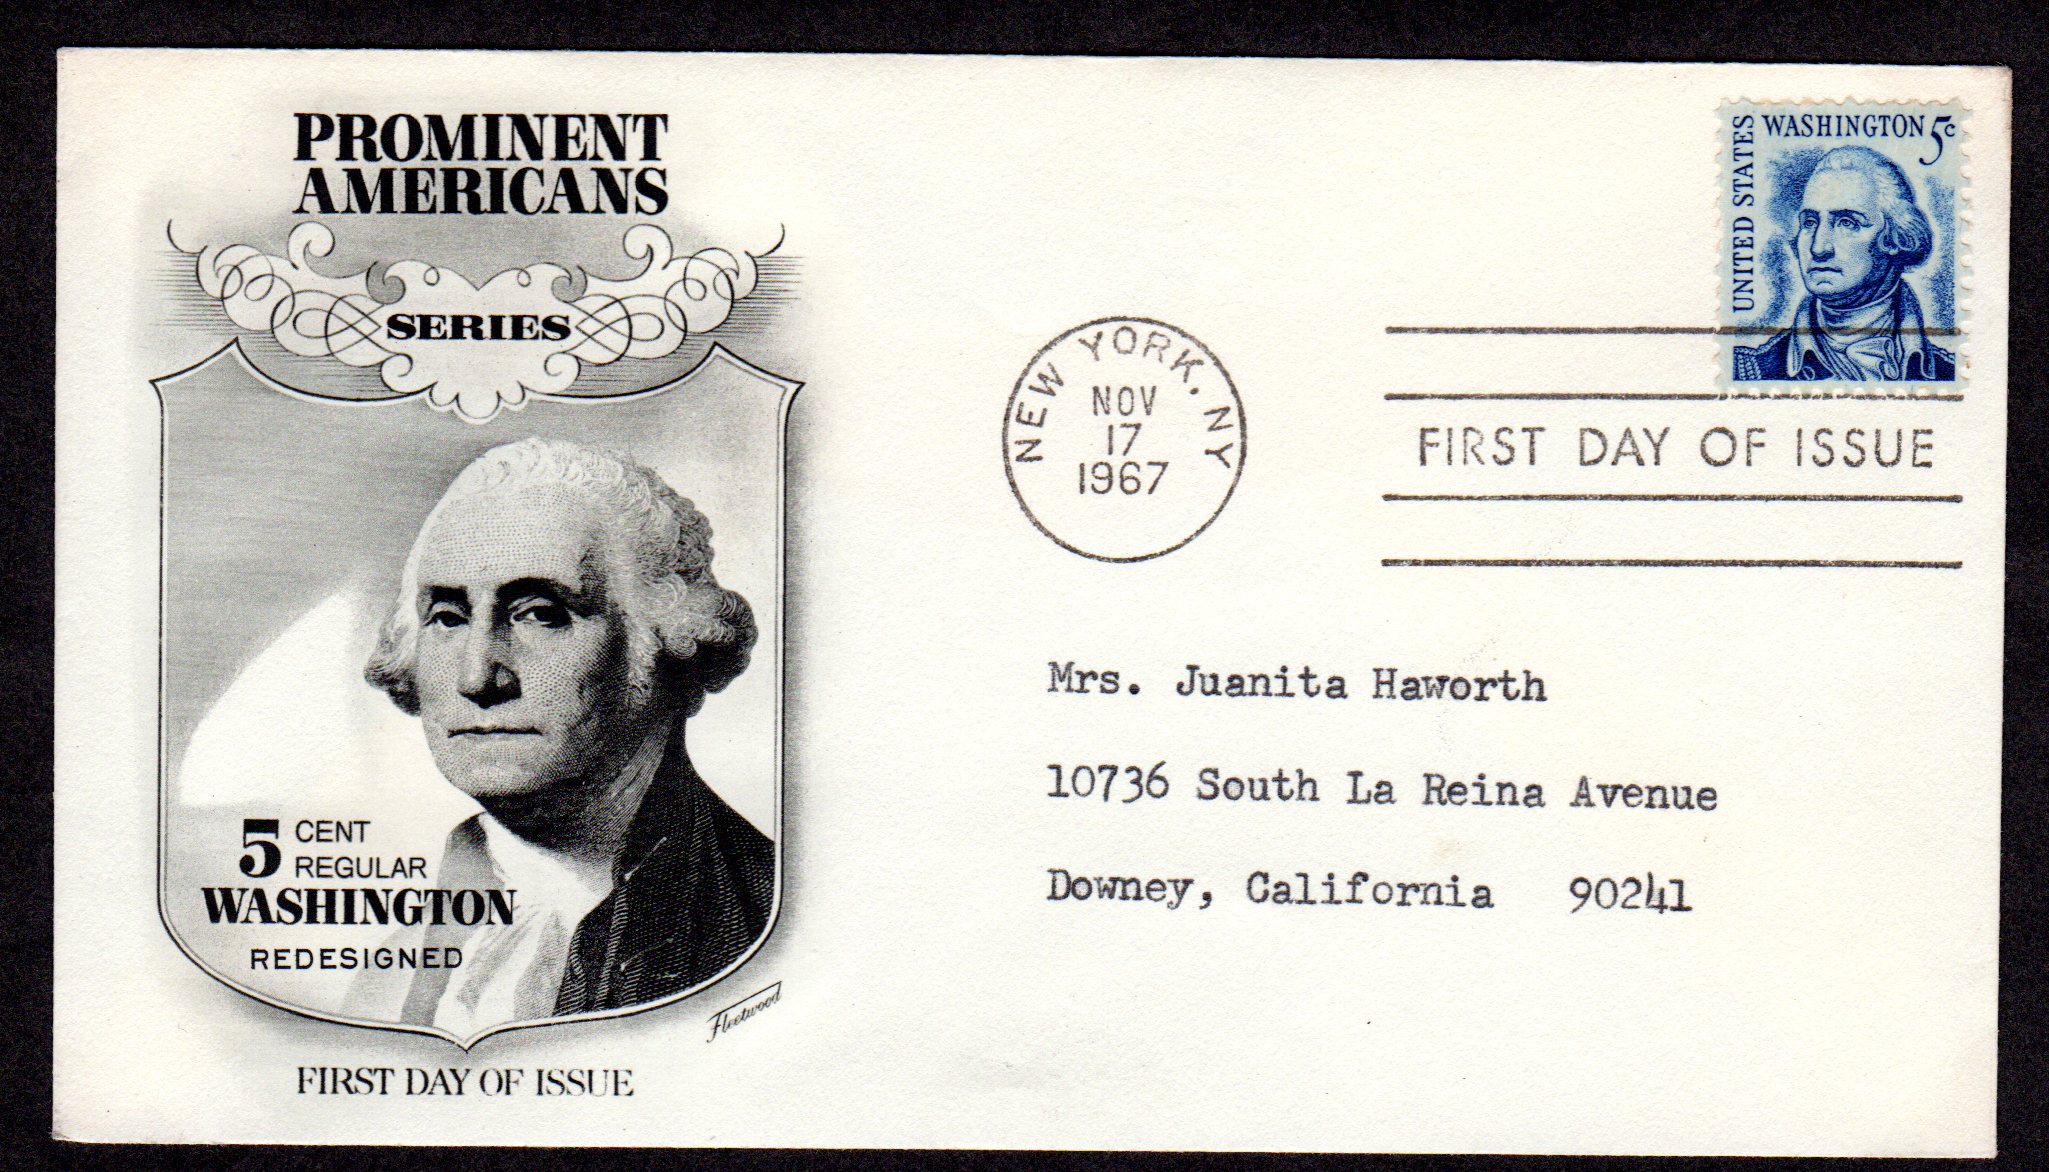 PROMINENT
AMERICANS
SERIES
5 CENT
REGULAR
WASHINGTON
REDESIGNED
Fleetwood
FIRST DAY OF ISSUE
UNITED STATES
WASHINGTON 5c
NEW YORK, NY
NOV
17
1967
FIRST DAY OF ISSUE
Mrs. Juanita Haworth
10736 South La Reina Avenue
Downey, California 90241